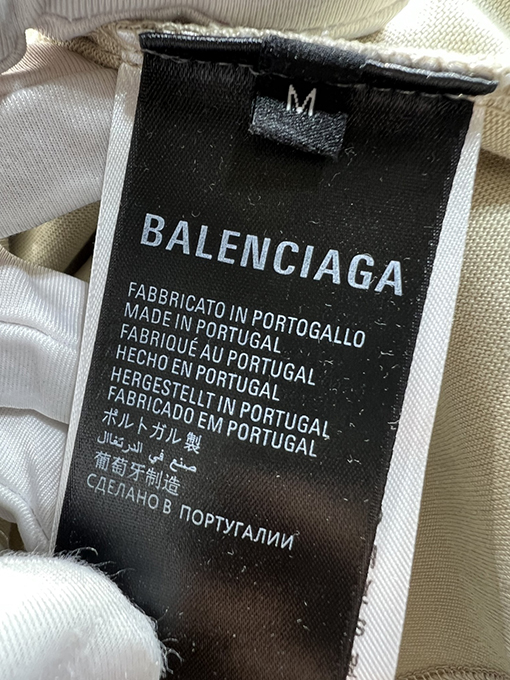 M
BALENCIAGA
FABBRICATO IN PORTOGALLO
MADE IN PORTUGAL
FABRIQUÉ AU PORTUGAL
HECHO EN PORTUGAL
HERGESTELLT IN PORTUGAL
FABRICADO EM PORTUGAL
ポルトガル製
صنع في الدرتغال
葡萄牙制造
СДЕЛАНО В ПОРТУГАЛИИ